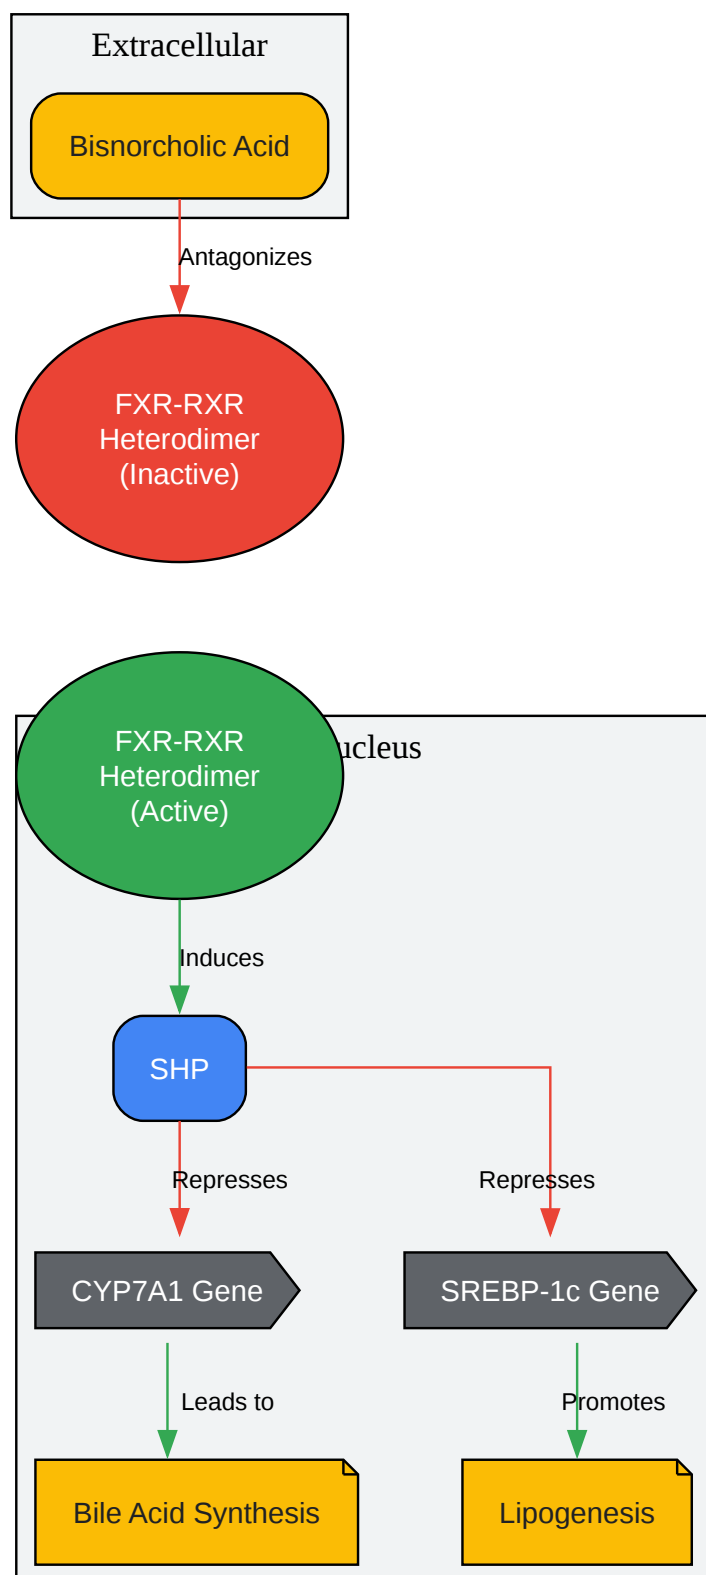 Extracellular
Bisnorcholic Acid
Antagonizes
FXR-RXR
Heterodimer
(Inactive)
FXR-RXR
Heterodimer
(Active)
ucleus
Induces
SHP
Represses
Represses
CYP7A1 Gene
SREBP-1c Gene
Leads to
Promotes
Bile Acid Synthesis
Lipogenesis